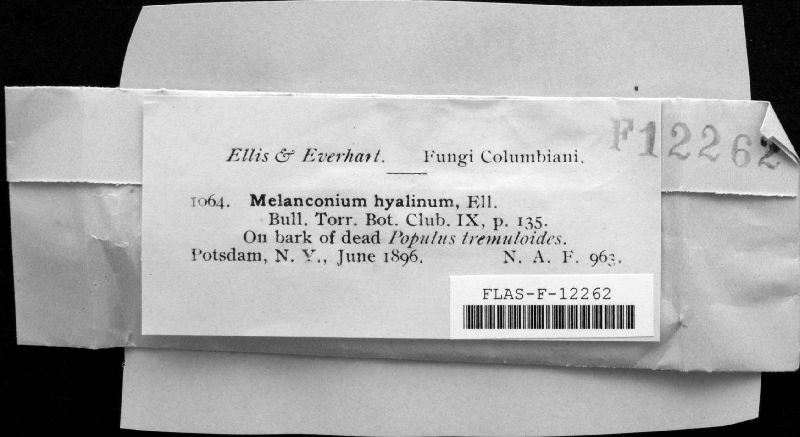 F12262
Ellis & Everhart. Fungi Columbiani.
1064. Melanconium hyalinum, Ell.
Bull. Torr. Bot. Club. IX, p. 135.
On bark of dead Populus tremuloides.
Potsdam, N. Y., June 1896. N. A. F. 963.
FLAS-F-12262